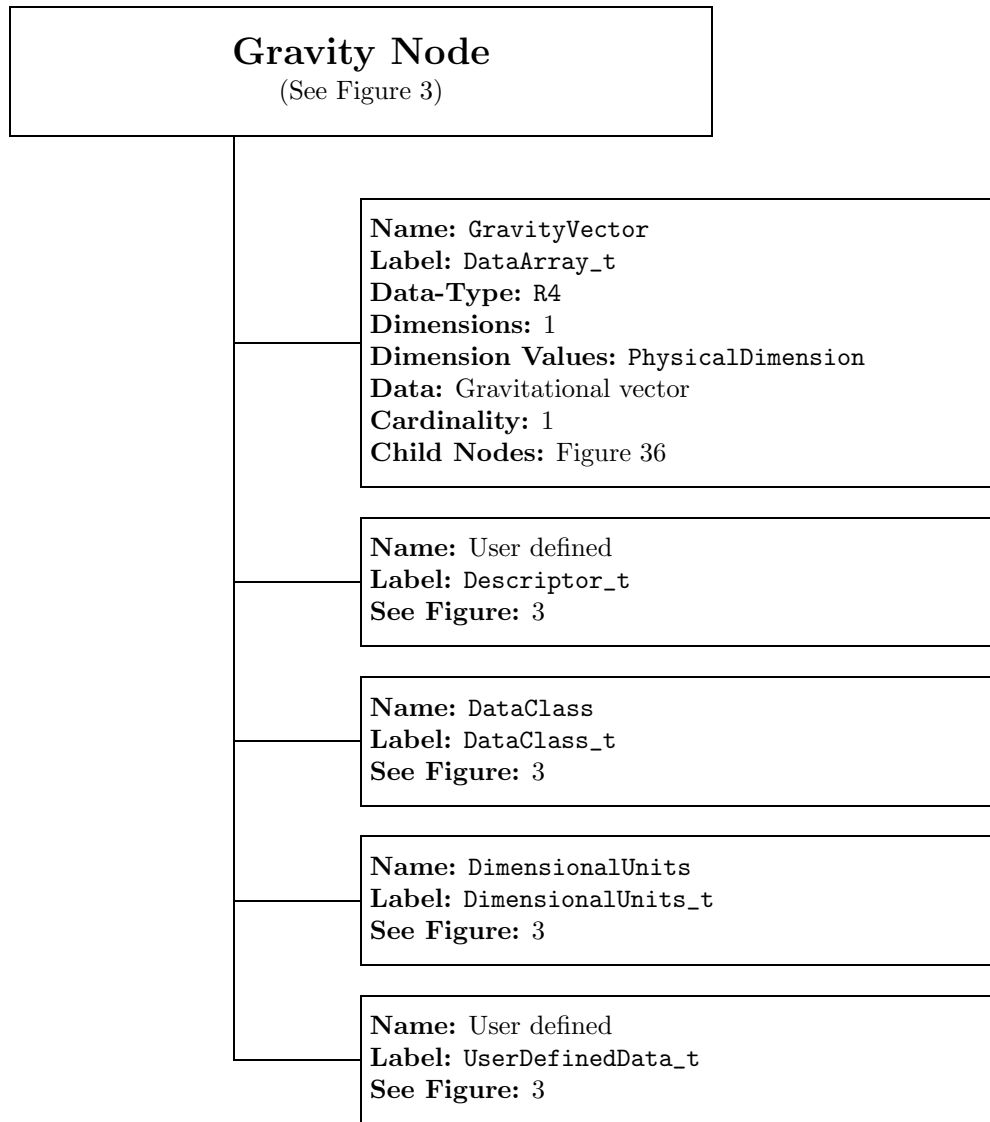 Gravity Node
(See Figure 3)
Name: GravityVector
Label: DataArray_t
Data-Type: R4
Dimensions: 1
Dimension Values: PhysicalDimension
Data: Gravitational vector
Cardinality: 1
Child Nodes: Figure 36
Name: User defined
Label: Descriptor_t
See Figure: 3
Name: DataClass
Label: DataClass_t
See Figure: 3
Name: DimensionalUnits
Label: DimensionalUnits_t
See Figure: 3
Name: User defined
Label: UserDefinedData_t
See Figure: 3